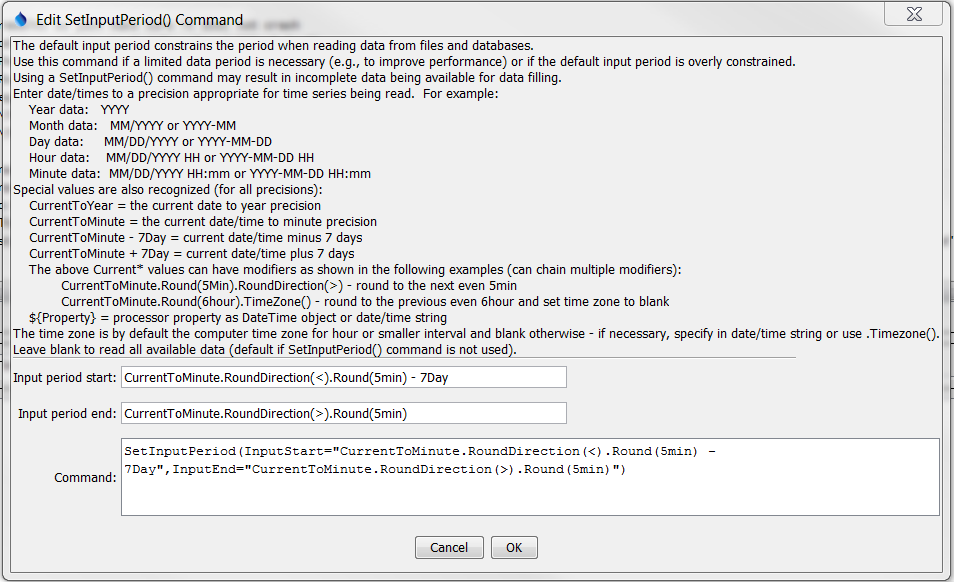 Edit SetInputPeriod() Command
The default input period constrains the period when reading data from files and databases.
Use this command if a limited data period is necessary (e.g., to improve performance) or if the default input period is overly constrained.
Using a SetInputPeriod() command may result in incomplete data being available for data filling.
Enter date/times to a precision appropriate for time series being read.  For example:
Year data:   YYYY
Month data:   MM/YYYY or YYYY-MM
Day data:     MM/DD/YYYY or YYYY-MM-DD
Hour data:    MM/DD/YYYY HH or YYYY-MM-DD HH
Minute data:  MM/DD/YYYY HH:mm or YYYY-MM-DD HH:mm
Special values are also recognized (for all precisions):
CurrentToYear = the current date to year precision
CurrentToMinute = the current date/time to minute precision
CurrentToMinute - 7Day = current date/time minus 7 days
CurrentToMinute + 7Day = current date/time plus 7 days
The above Current* values can have modifiers as shown in the following examples (can chain multiple modifiers):
CurrentToMinute.Round(5Min).RoundDirection(>) - round to the next even 5min
CurrentToMinute.Round(6hour).TimeZone() - round to the previous even 6hour and set time zone to blank
${Property} = processor property as DateTime object or date/time string
The time zone is by default the computer time zone for hour or smaller interval and blank otherwise - if necessary, specify in date/time string or use .Timezone().
Leave blank to read all available data (default if SetInputPeriod() command is not used).
Input period start: CurrentToMinute.RoundDirection(<).Round(5min) - 7Day
Input period end: CurrentToMinute.RoundDirection(>).Round(5min)
SetInputPeriod(InputStart="CurrentToMinute.RoundDirection(<).Round(5min) -
7Day",InputEnd="CurrentToMinute.RoundDirection(>).Round(5min)")
Command:
Cancel OK